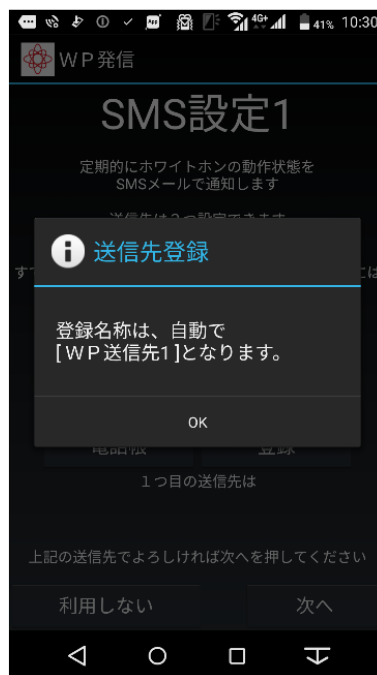 4G+ 41% 10:30
WP発信
SMS設定1
定期的にホワイトホンの動作状態を
SMSメールで通知します
送信先登録
登録名称は、自動で
[WP送信先1]となります。
OK
電話帳 登録
1つ目の送信先は
上記の送信先でよろしければ次へを押してください
利用しない 次へ